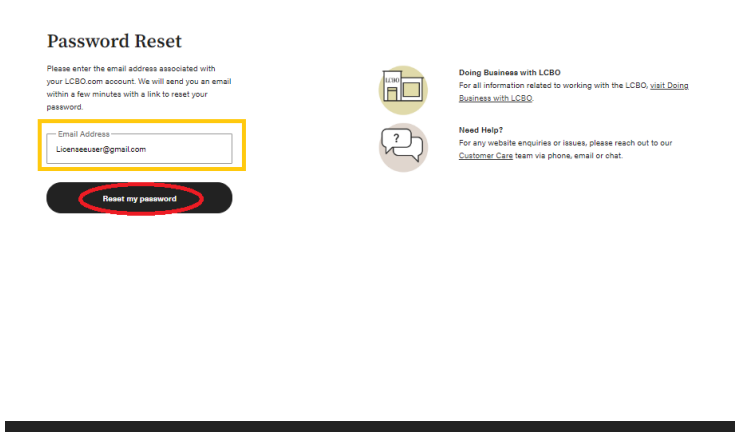 Password Reset
Please enter the email address associated with
your LCBO.com account. We will send you an email
within a few minutes with a link to reset your
password.
Email Address
Licenseeuser@gmail.com
Reset my password
LCBO
Doing Business with LCBO
For all information related to working with the LCBO, visit Doing
Business with LCBO.
?
Need Help?
For any website enquiries or issues, please reach out to our
Customer Care team via phone, email or chat.